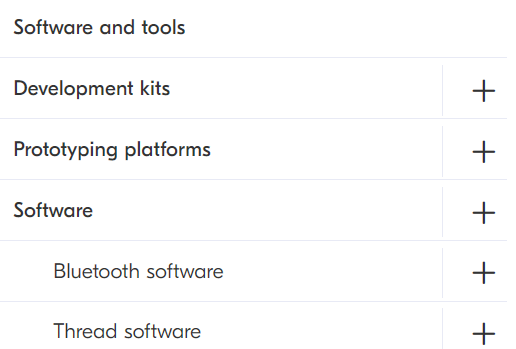 Software and tools
Development kits
Prototyping platforms
Software
Bluetooth software
Thread software